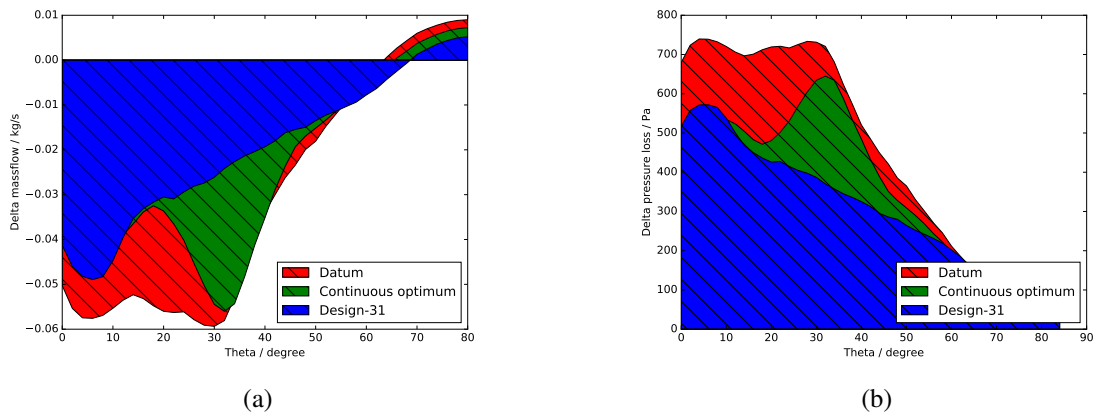 0.01
0.00
−0.01
−0.02
−0.03
−0.04
−0.05
−0.06
Delta massflow / kg/s
0 10 20 30 40 50 60 70 80
Theta / degree
Datum
Continuous optimum
Design-31
(a)
800
700
600
500
400
300
200
100
0
Delta pressure loss / Pa
0 10 20 30 40 50 60 70 80 90
Theta / degree
Datum
Continuous optimum
Design-31
(b)